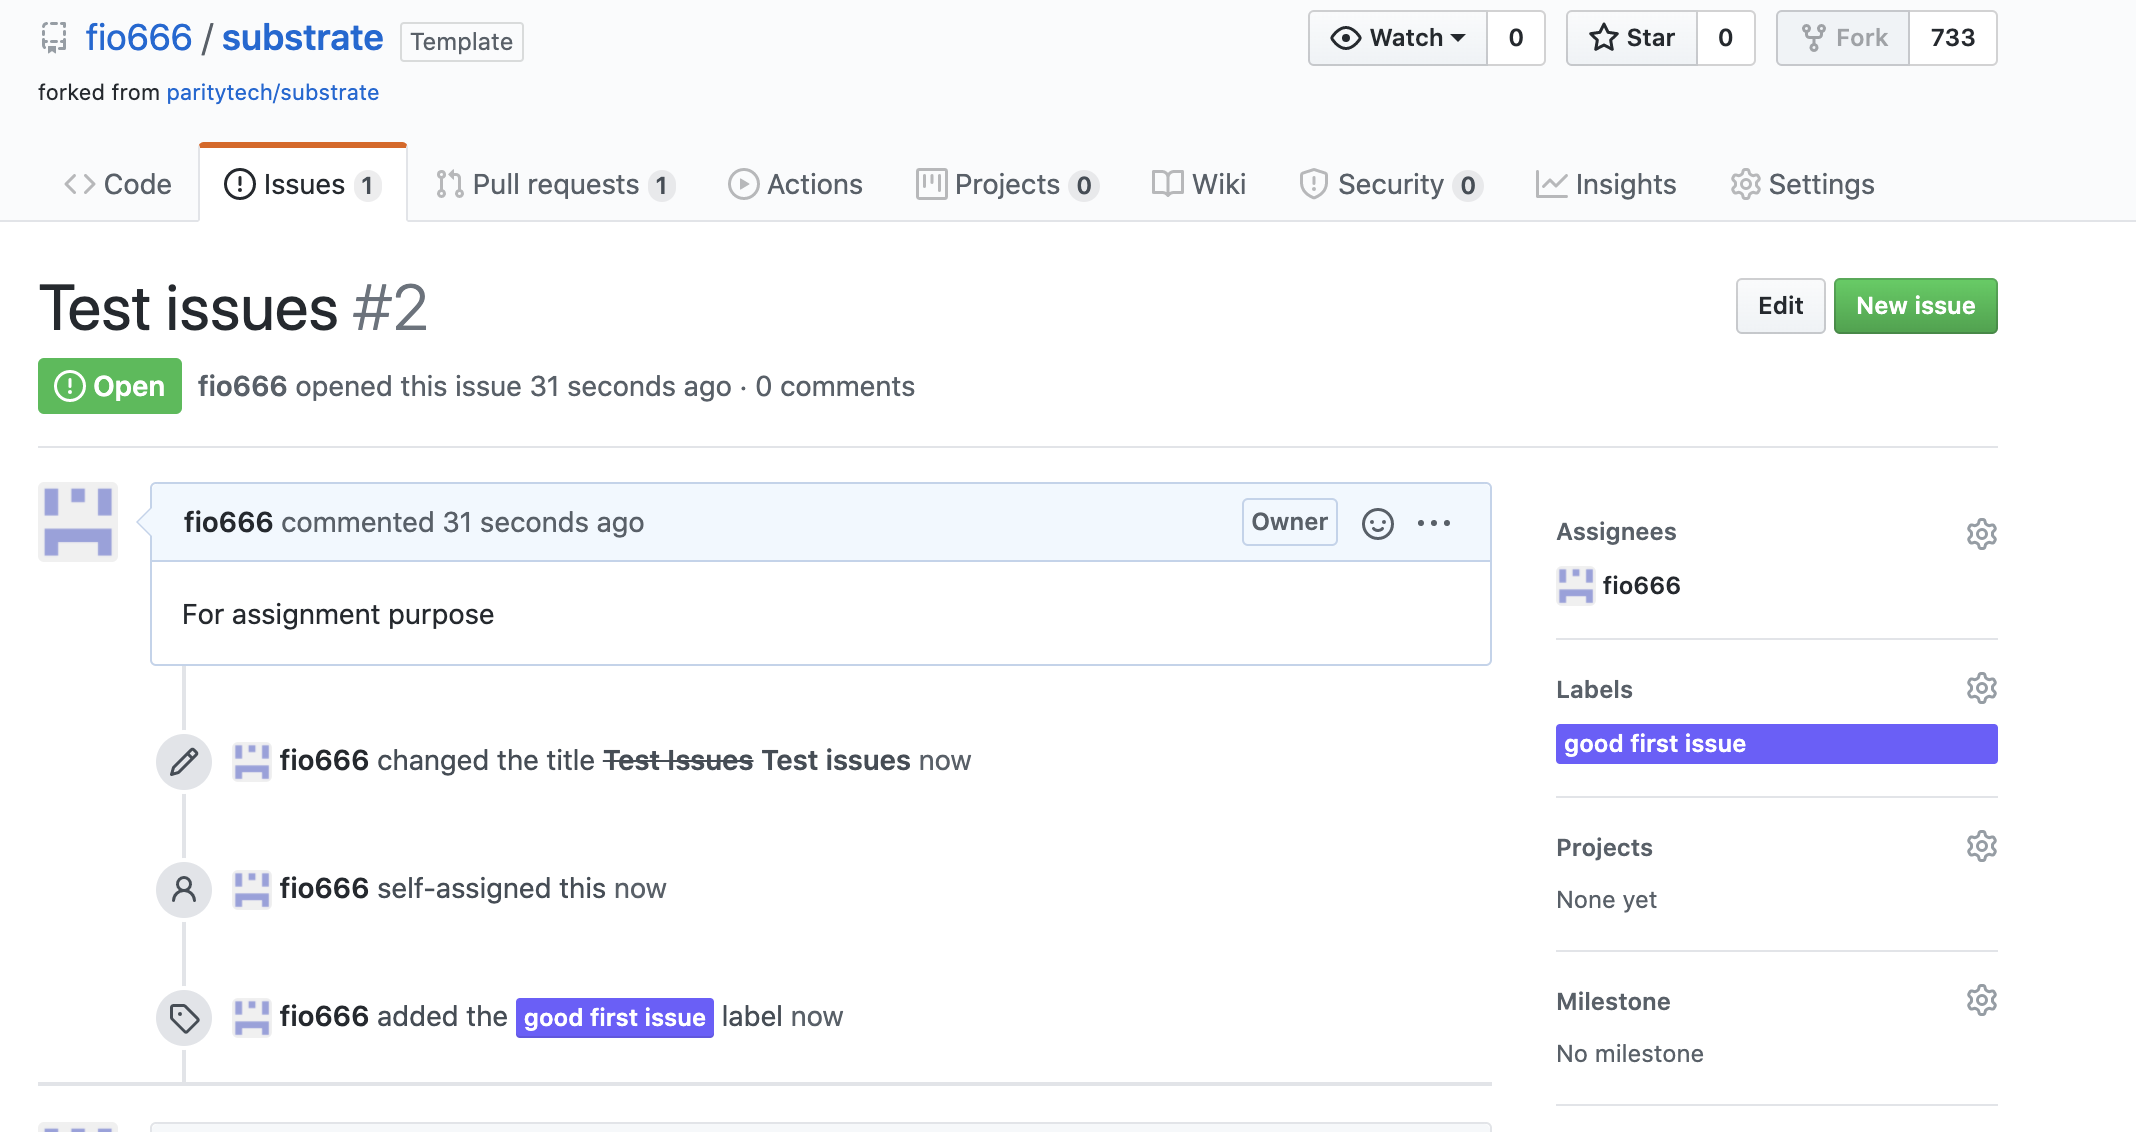 fio666 / substrate Template Watch 0 Star 0 Fork 733
forked from paritytech/substrate
Code Issues 1 Pull requests 1 Actions Projects 0 Wiki Security 0 Insights Settings
Test issues #2
Edit New issue
Open fio666 opened this issue 31 seconds ago · 0 comments
fio666 commented 31 seconds ago Owner
For assignment purpose
fio666 changed the title Test Issues Test issues now
fio666 self-assigned this now
fio666 added the good first issue label now
Assignees
fio666
Labels
good first issue
Projects
None yet
Milestone
No milestone